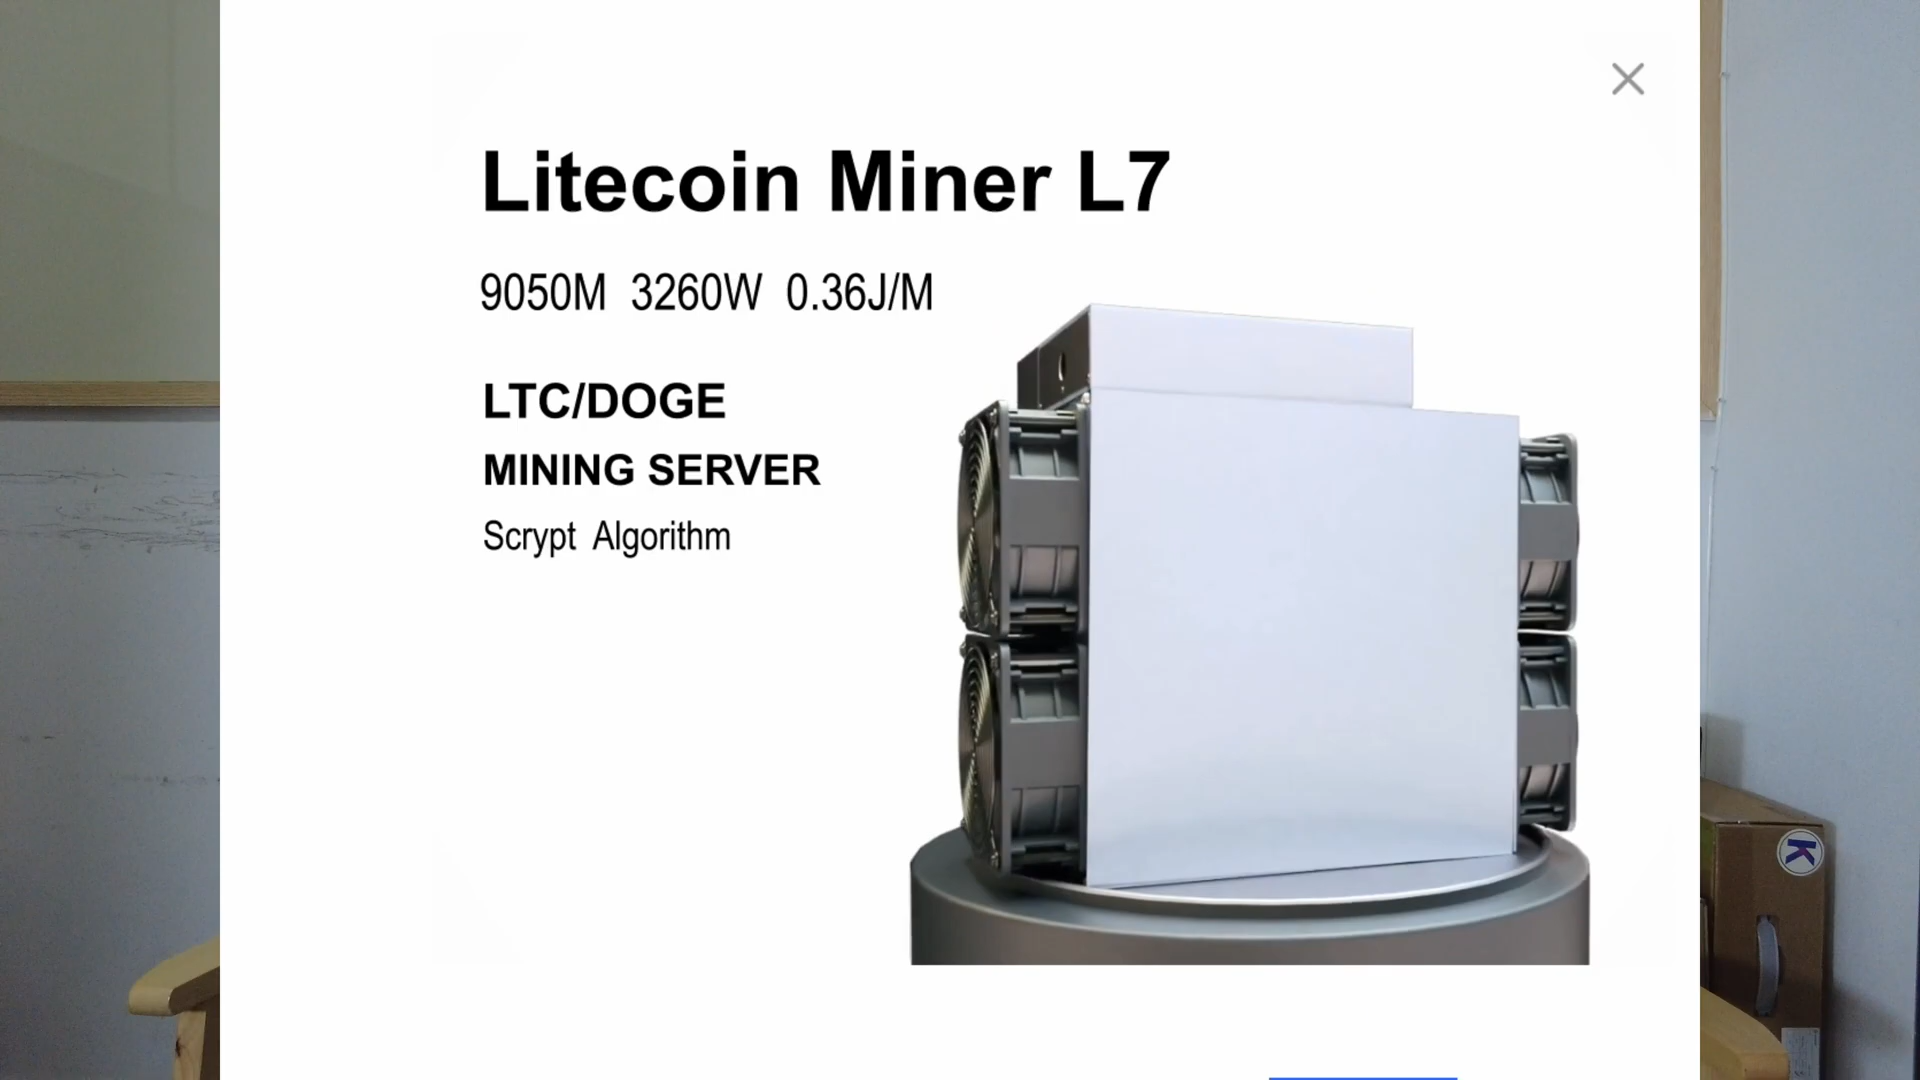 Litecoin Miner L7
9050M 3260W 0.36J/M
LTC/DOGE
MINING SERVER
Scrypt Algorithm
K